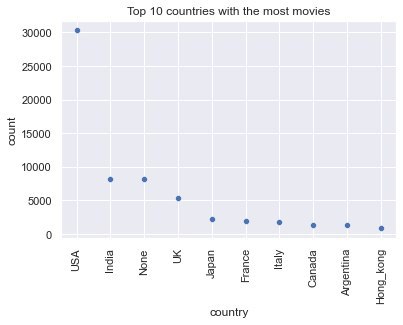 Top 10 countries with the most movies
30000
25000
20000
15000
10000
5000
0
count
USA
India
None
UK
Japan
France
Italy
Canada
Argentina
Hong_kong
country